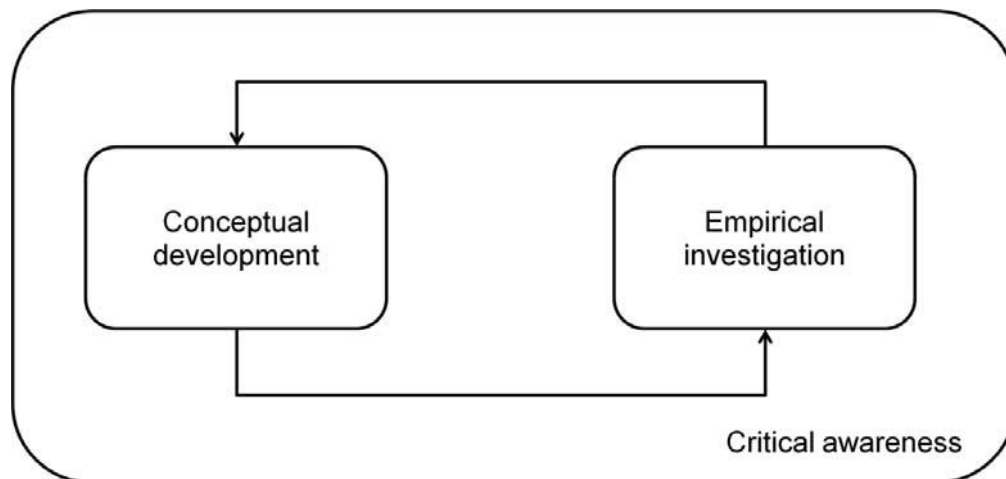 Conceptual
development
Empirical
investigation
Critical awareness